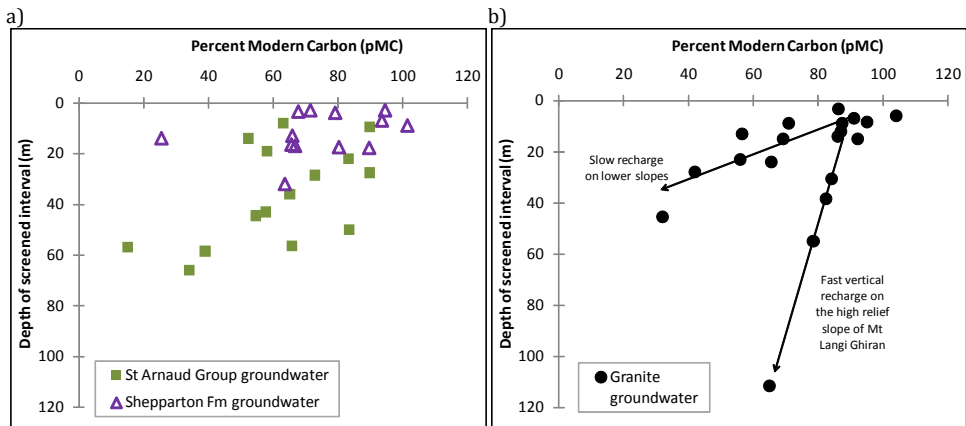 a)
Percent Modern Carbon (pMC)
0 20 40 60 80 100 120
0
20
40
60
80
100
120
Depth of screened interval (m)
St Arnaud Group groundwater
Shepparton Fm groundwater
b)
Percent Modern Carbon (pMC)
0 20 40 60 80 100 120
0
20
40
60
80
100
120
Depth of screened interval (m)
Slow recharge
on lower slopes
Fast vertical
recharge on
the high relief
slope of Mt
Langi Ghiran
Granite
groundwater